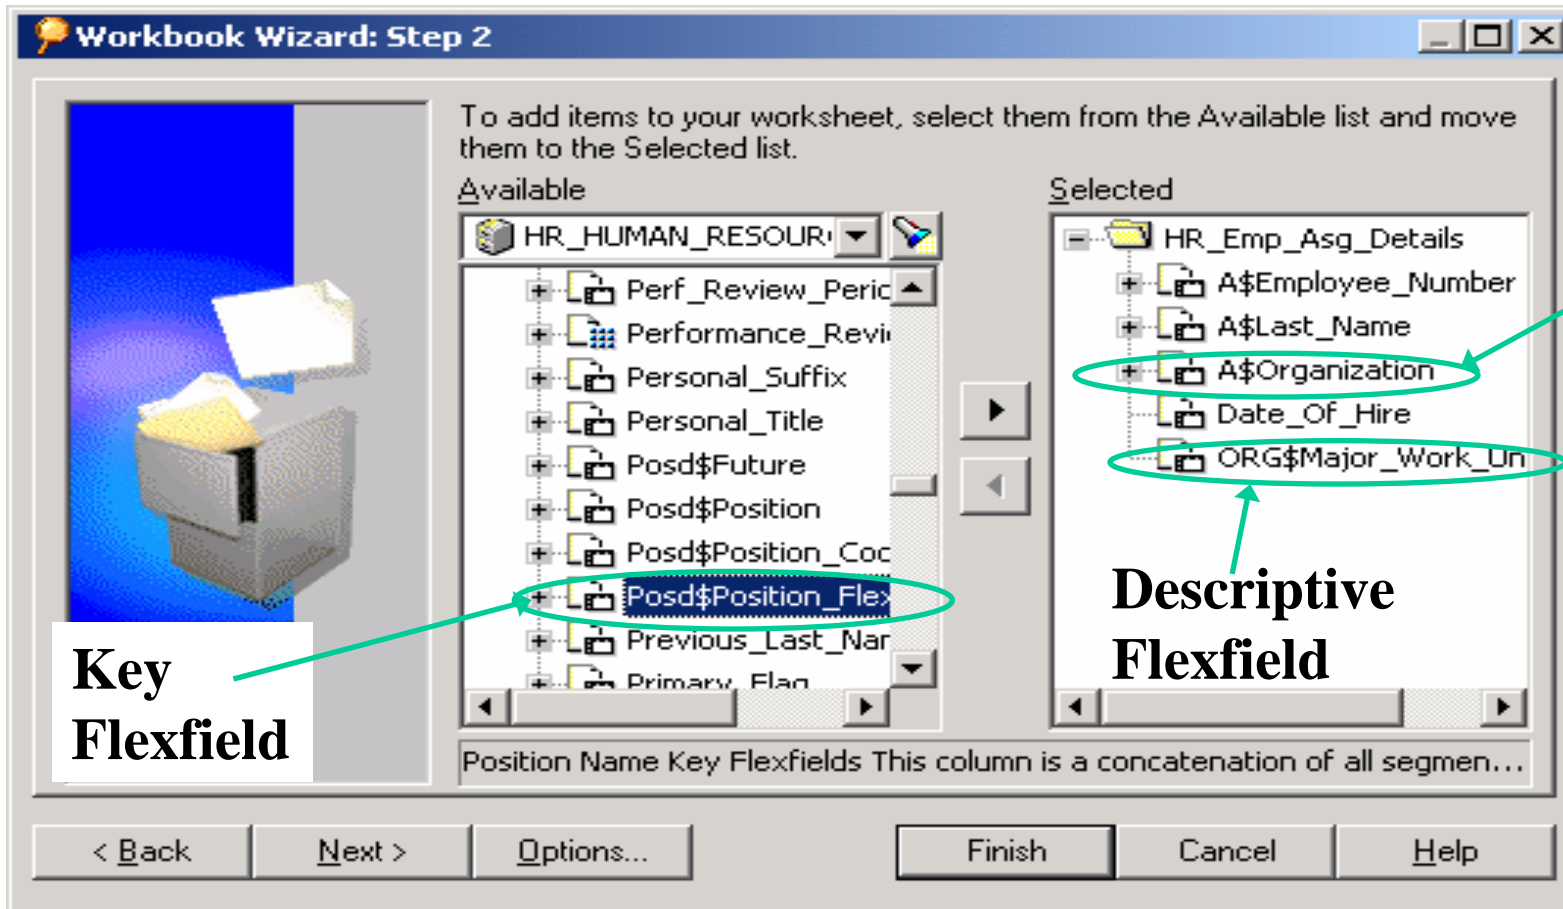 Workbook Wizard: Step 2
To add items to your worksheet, select them from the Available list and move
them to the Selected list.
Available
HR_HUMAN_RESOUR
Perf_Review_Peric
Performance_Revi
Personal_Suffix
Personal_Title
Posd$Future
Posd$Position
Posd$Position_Coc
Posd$Position_Flex
Previous_Last_Nar
Primary_Flag
Selected
HR_Emp_Asg_Details
A$Employee_Number
A$Last_Name
A$Organization
Date_Of_Hire
ORG$Major_Work_Un
Key
Flexfield
Descriptive
Flexfield
Position Name Key Flexfields This column is a concatenation of all segmen...
< Back
Next >
Options...
Finish
Cancel
Help